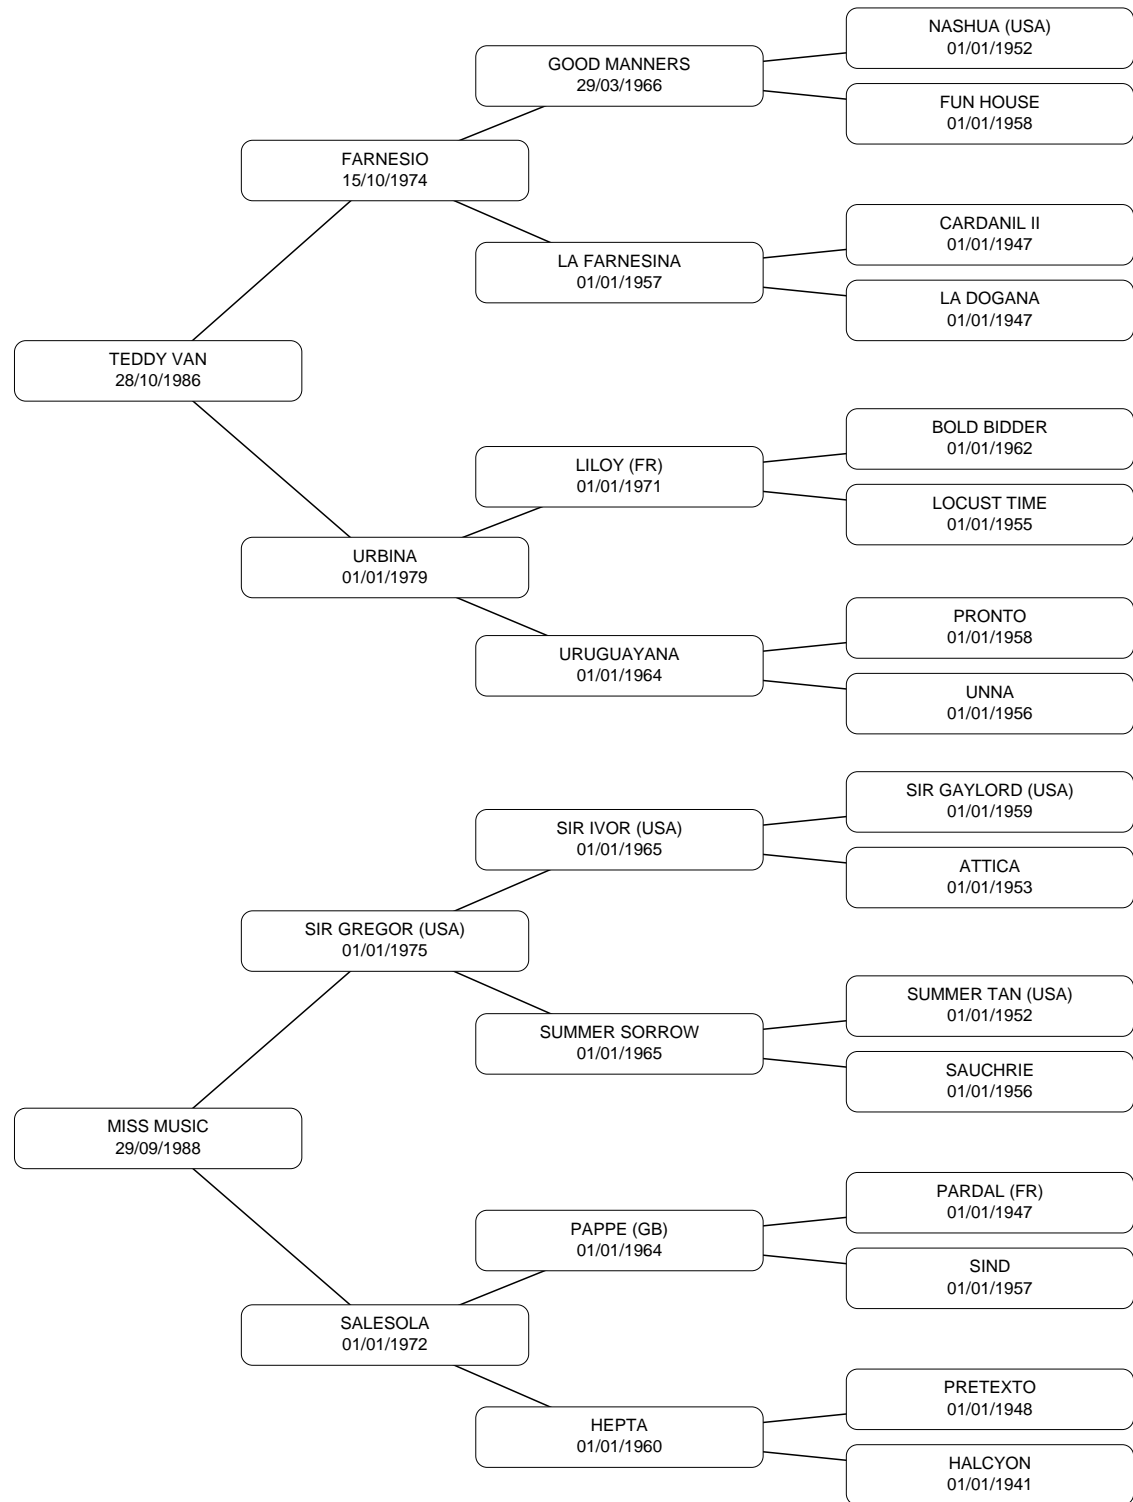 NASHUA (USA)
01/01/1952
GOOD MANNERS
29/03/1966
FUN HOUSE
01/01/1958
FARNESIO
15/10/1974
CARDANIL II
01/01/1947
LA FARNESINA
01/01/1957
LA DOGANA
01/01/1947
TEDDY VAN
28/10/1986
BOLD BIDDER
01/01/1962
LILOY (FR)
01/01/1971
LOCUST TIME
01/01/1955
URBINA
01/01/1979
PRONTO
01/01/1958
URUGUAYANA
01/01/1964
UNNA
01/01/1956
SIR GAYLORD (USA)
01/01/1959
SIR IVOR (USA)
01/01/1965
ATTICA
01/01/1953
SIR GREGOR (USA)
01/01/1975
SUMMER TAN (USA)
01/01/1952
SUMMER SORROW
01/01/1965
SAUCHRIE
01/01/1956
MISS MUSIC
29/09/1988
PARDAL (FR)
01/01/1947
PAPPE (GB)
01/01/1964
SIND
01/01/1957
SALESOLA
01/01/1972
PRETEXTO
01/01/1948
HEPTA
01/01/1960
HALCYON
01/01/1941